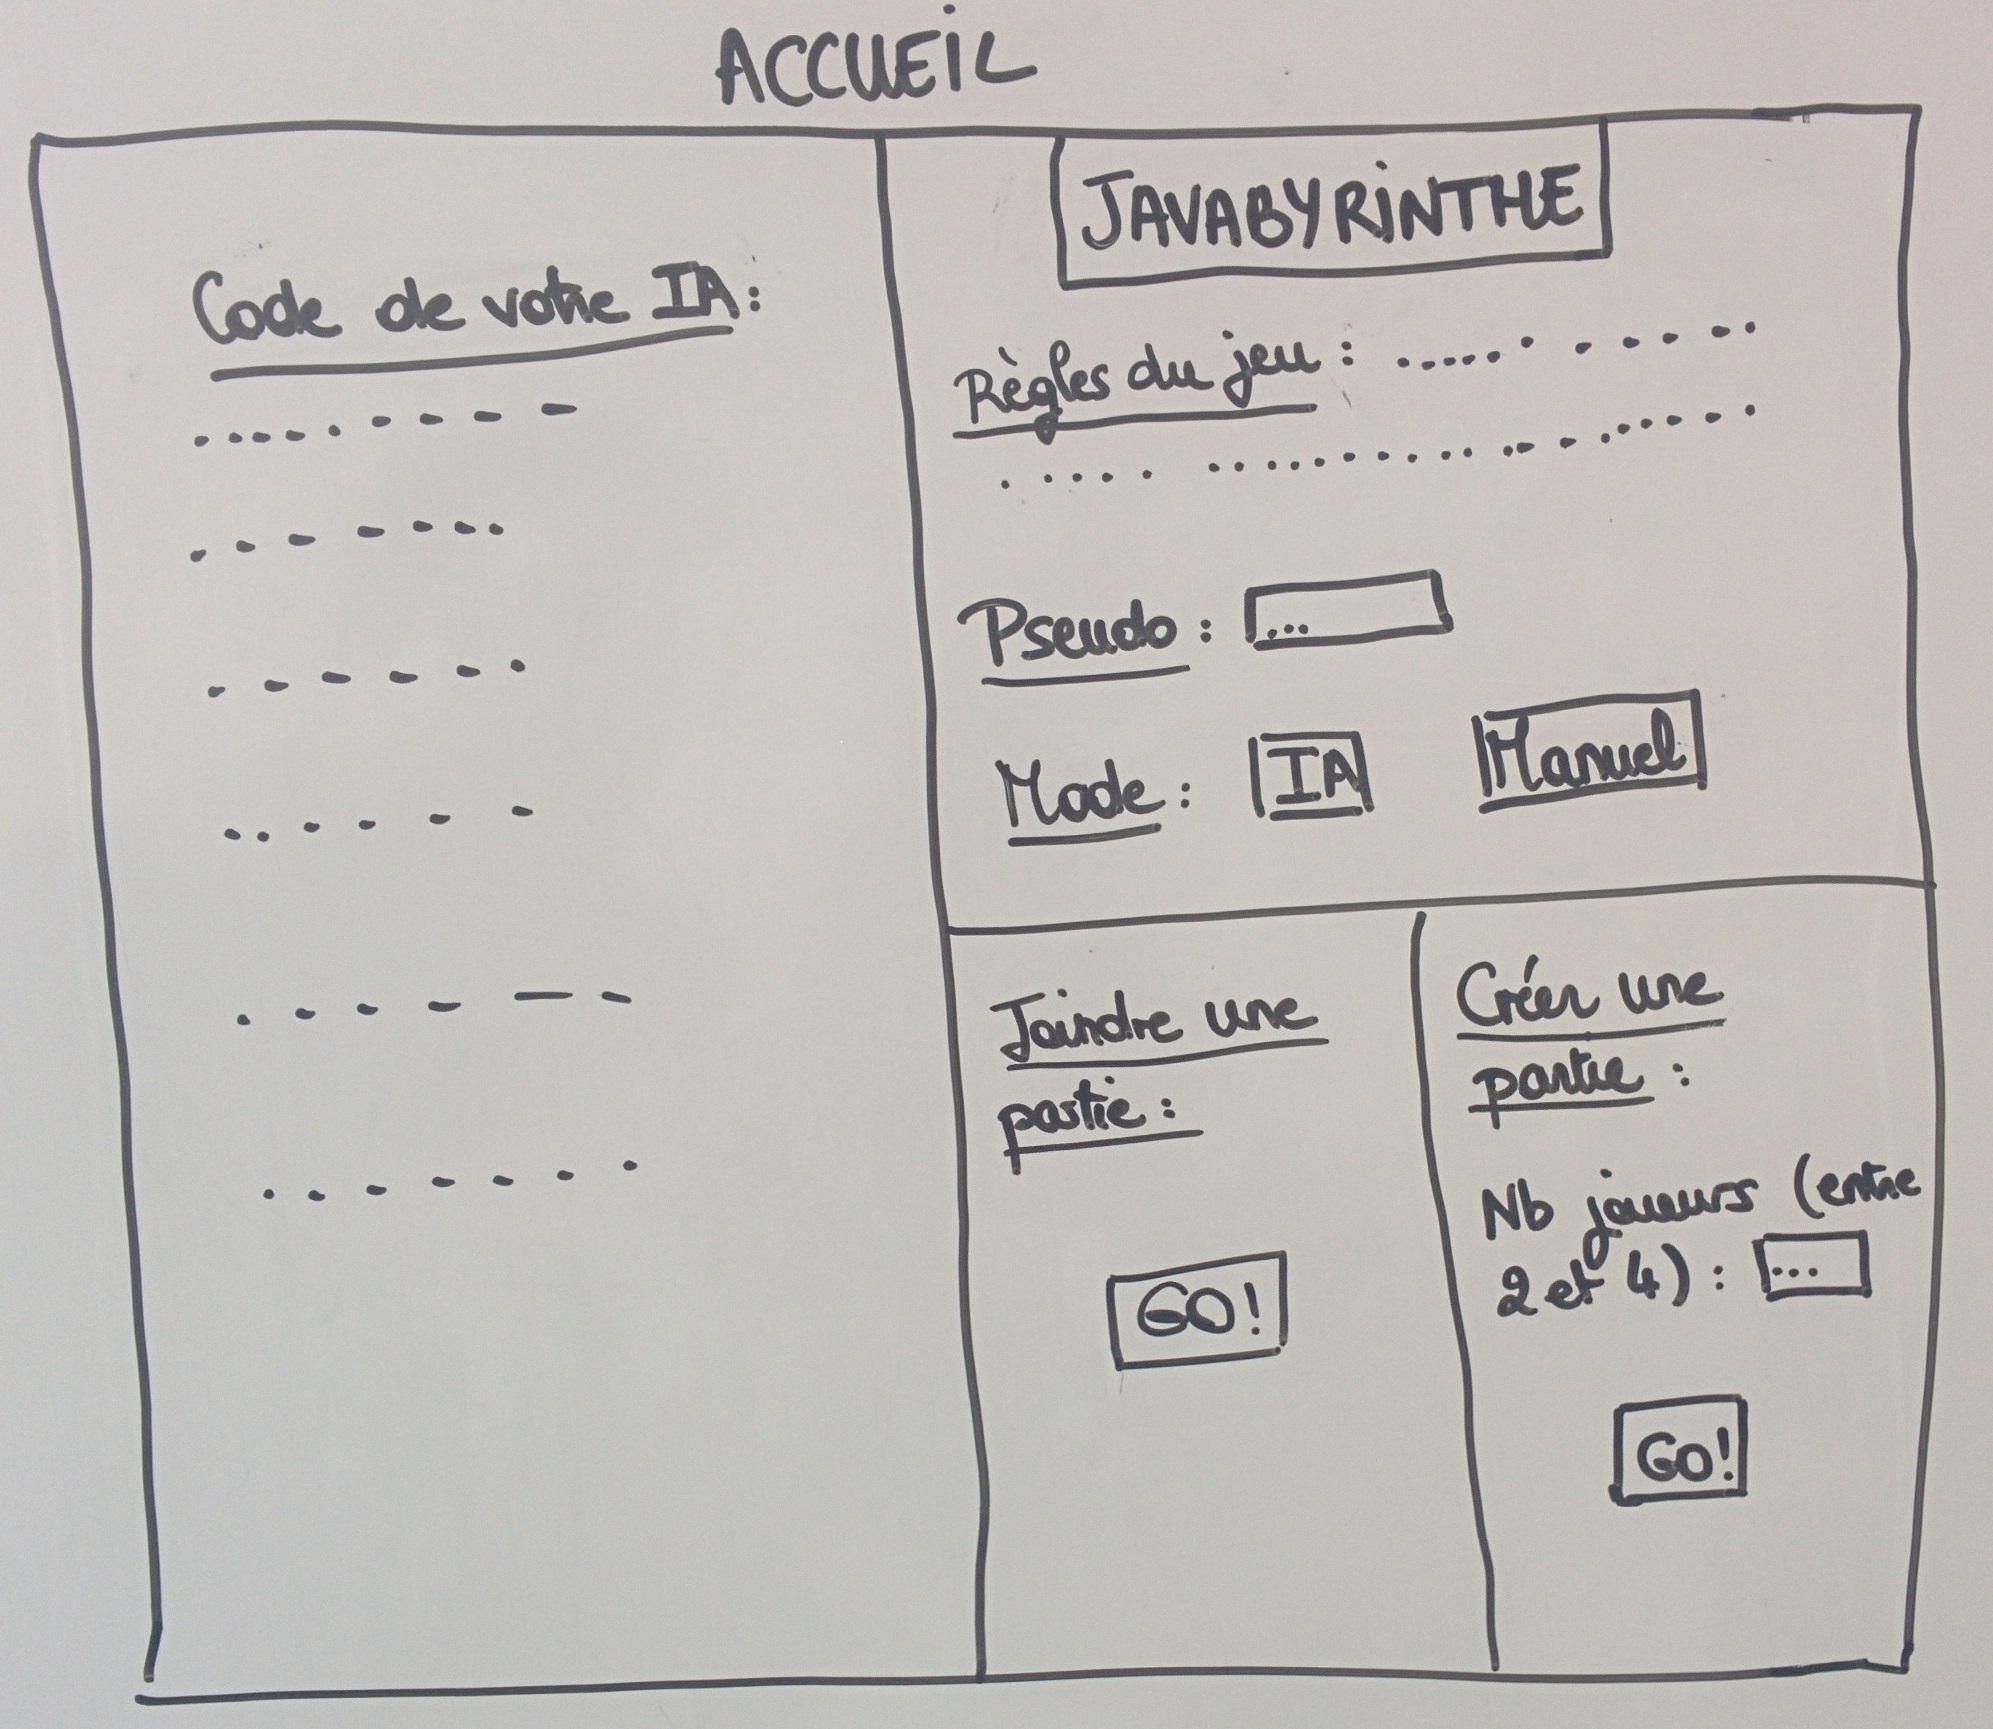 ACCUEIL
Code de votre IA :
JAVABYRINTHE
Règles du jeu :
Pseudo : ...
Mode : IA Manuel
Joindre une
partie :
GO!
Créer une
partie :
Nb joueurs (entre
2 et 4) : ...
GO!